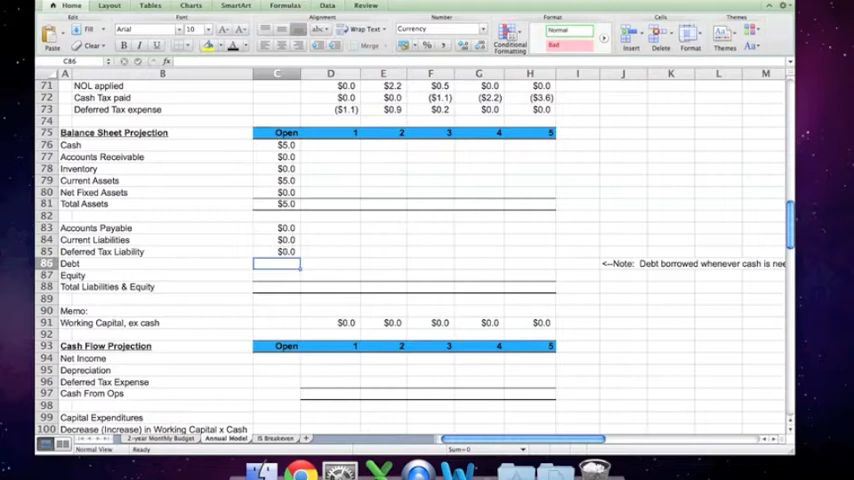 Home Layout Tables Charts SmartArt Formulas Data Review
Edit Font Alignment Number Format Cells Themes
Fill Arial 10 abc Wrap Text Currency Normal
Paste Clear B I U Merge % Conditional Formatting Bad Insert Delete Format Themes Aa
C86 fx
A B C D E F G H I J K L M
71 NOL applied $0.0 $2.2 $0.5 $0.0 $0.0
72 Cash Tax paid $0.0 $0.0 ($1.1) ($2.2) ($3.6)
73 Deferred Tax expense ($1.1) $0.9 $0.2 $0.0 $0.0
74
75 Balance Sheet Projection Open 1 2 3 4 5
76 Cash $5.0
77 Accounts Receivable $0.0
78 Inventory $0.0
79 Current Assets $5.0
80 Net Fixed Assets $0.0
81 Total Assets $5.0
82
83 Accounts Payable $0.0
84 Current Liabilities $0.0
85 Deferred Tax Liability $0.0
86 Debt <--Note: Debt borrowed whenever cash is nee
87 Equity
88 Total Liabilities & Equity
89
90 Memo:
91 Working Capital, ex cash $0.0 $0.0 $0.0 $0.0 $0.0
92
93 Cash Flow Projection Open 1 2 3 4 5
94 Net Income
95 Depreciation
96 Deferred Tax Expense
97 Cash From Ops
98
99 Capital Expenditures
100 Decrease (Increase) in Working Capital x Cash
2-year Monthly Budget Annual Model IS Breakeven +
Normal View Ready Sum=0